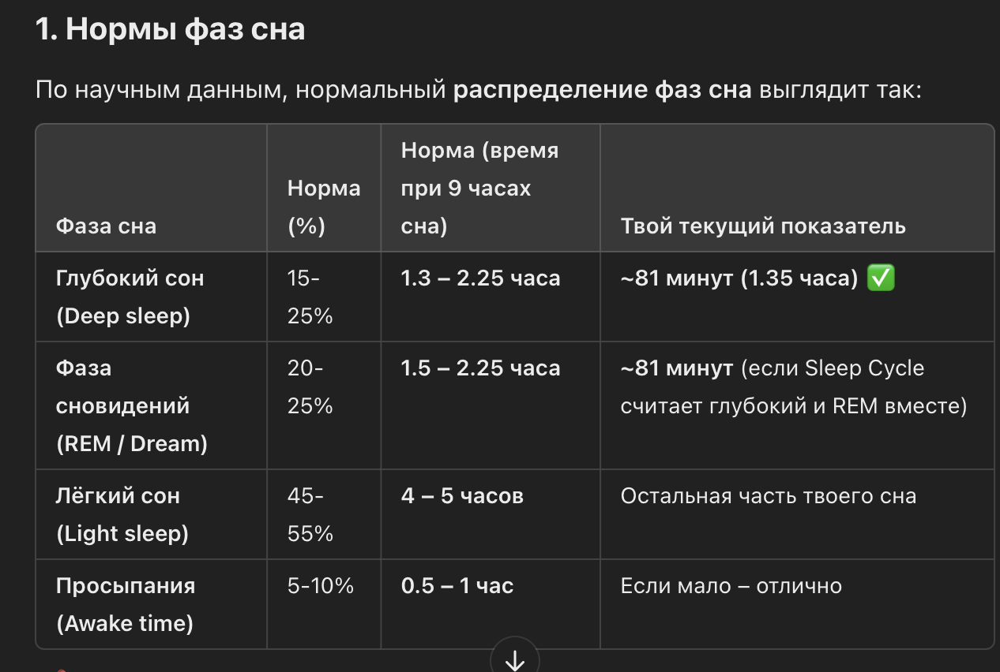 1. Нормы фаз сна
По научным данным, нормальный распределение фаз сна выглядит так:
Фаза сна
Норма
(%)
Норма (время
при 9 часах
сна)
Твой текущий показатель
Глубокий сон
(Deep sleep)
15-
25%
1.3 – 2.25 часа
~81 минут (1.35 часа) ✅
Фаза
сновидений
(REM / Dream)
20-
25%
1.5 – 2.25 часа
~81 минут (если Sleep Cycle
считает глубокий и REM вместе)
Лёгкий сон
(Light sleep)
45-
55%
4 – 5 часов
Остальная часть твоего сна
Просыпания
(Awake time)
5-10%
0.5 – 1 час
Если мало – отлично